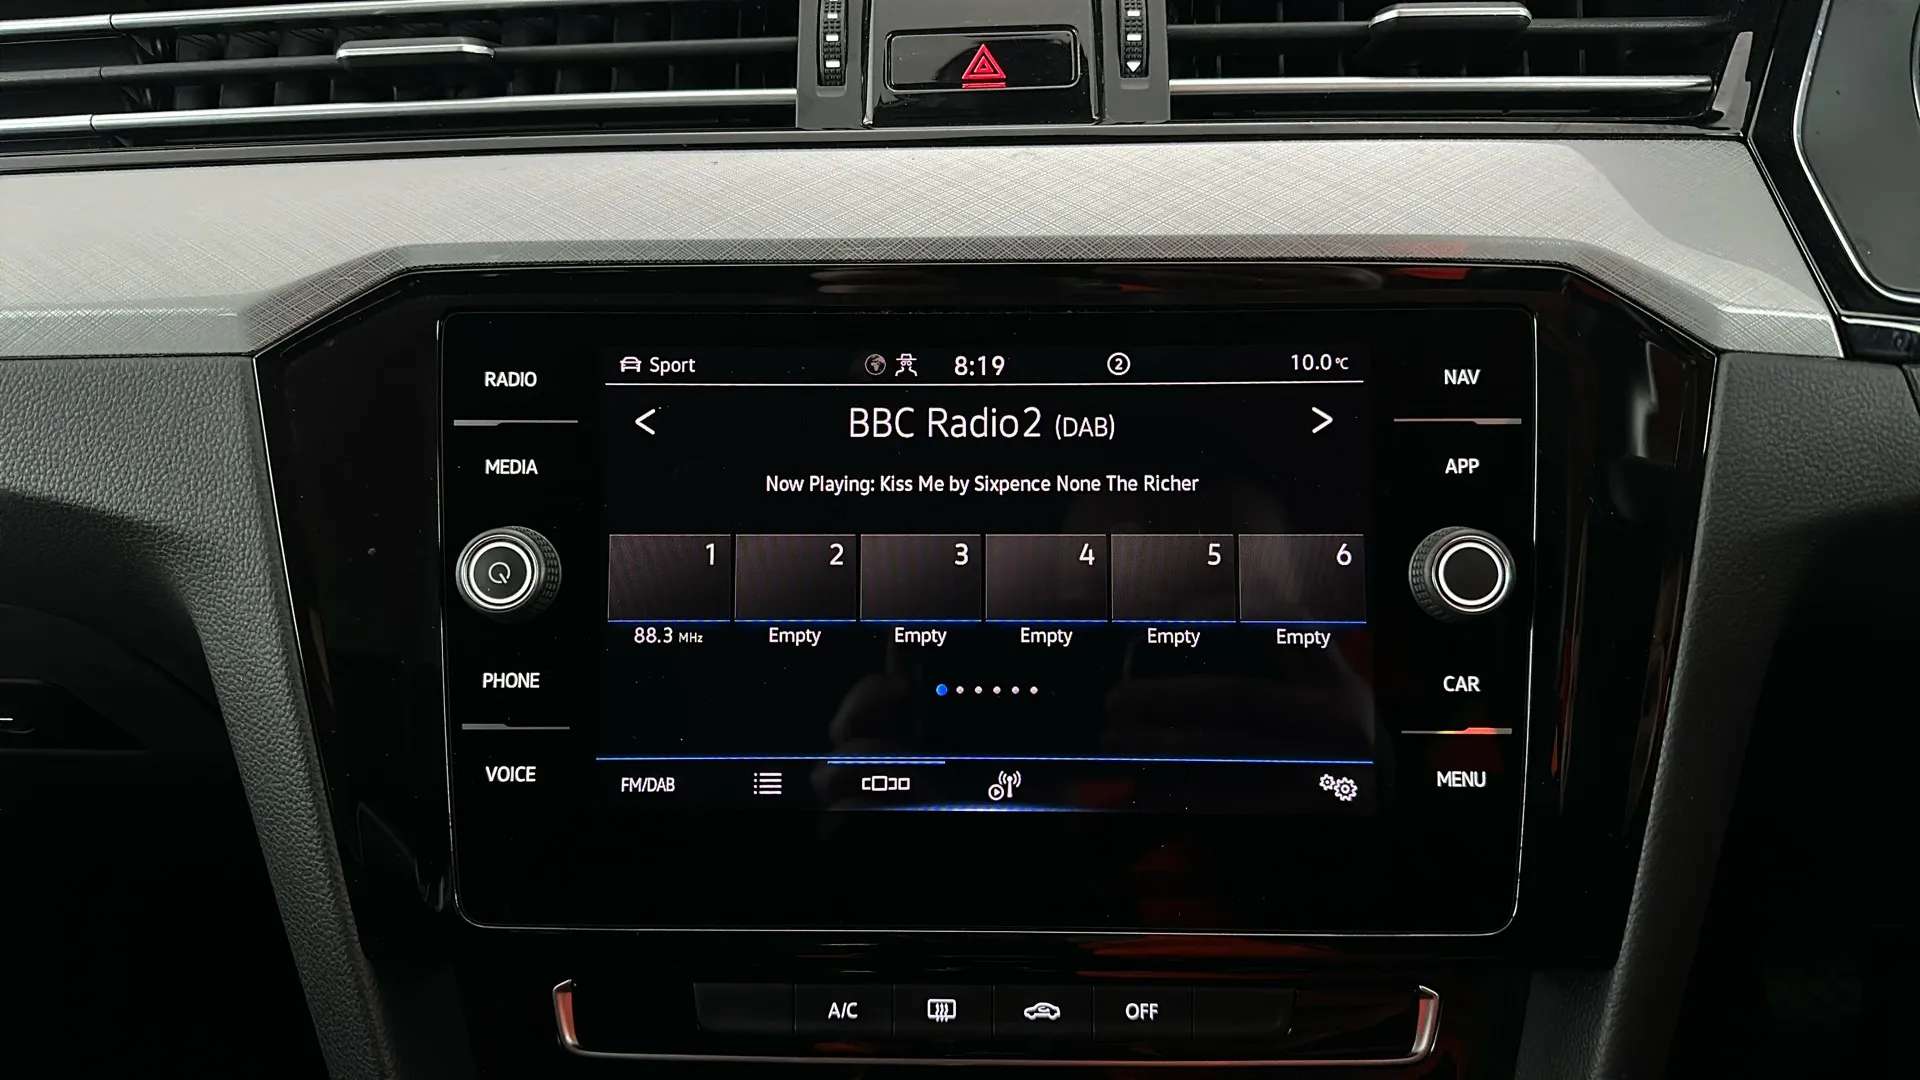 RADIO
MEDIA
PHONE
VOICE
Sport 8:19 2 10.0°C
BBC Radio2 (DAB)
Now Playing: Kiss Me by Sixpence None The Richer
1 2 3 4 5 6
88.3 MHz Empty Empty Empty Empty Empty
FM/DAB
NAV
APP
CAR
MENU
A/C OFF